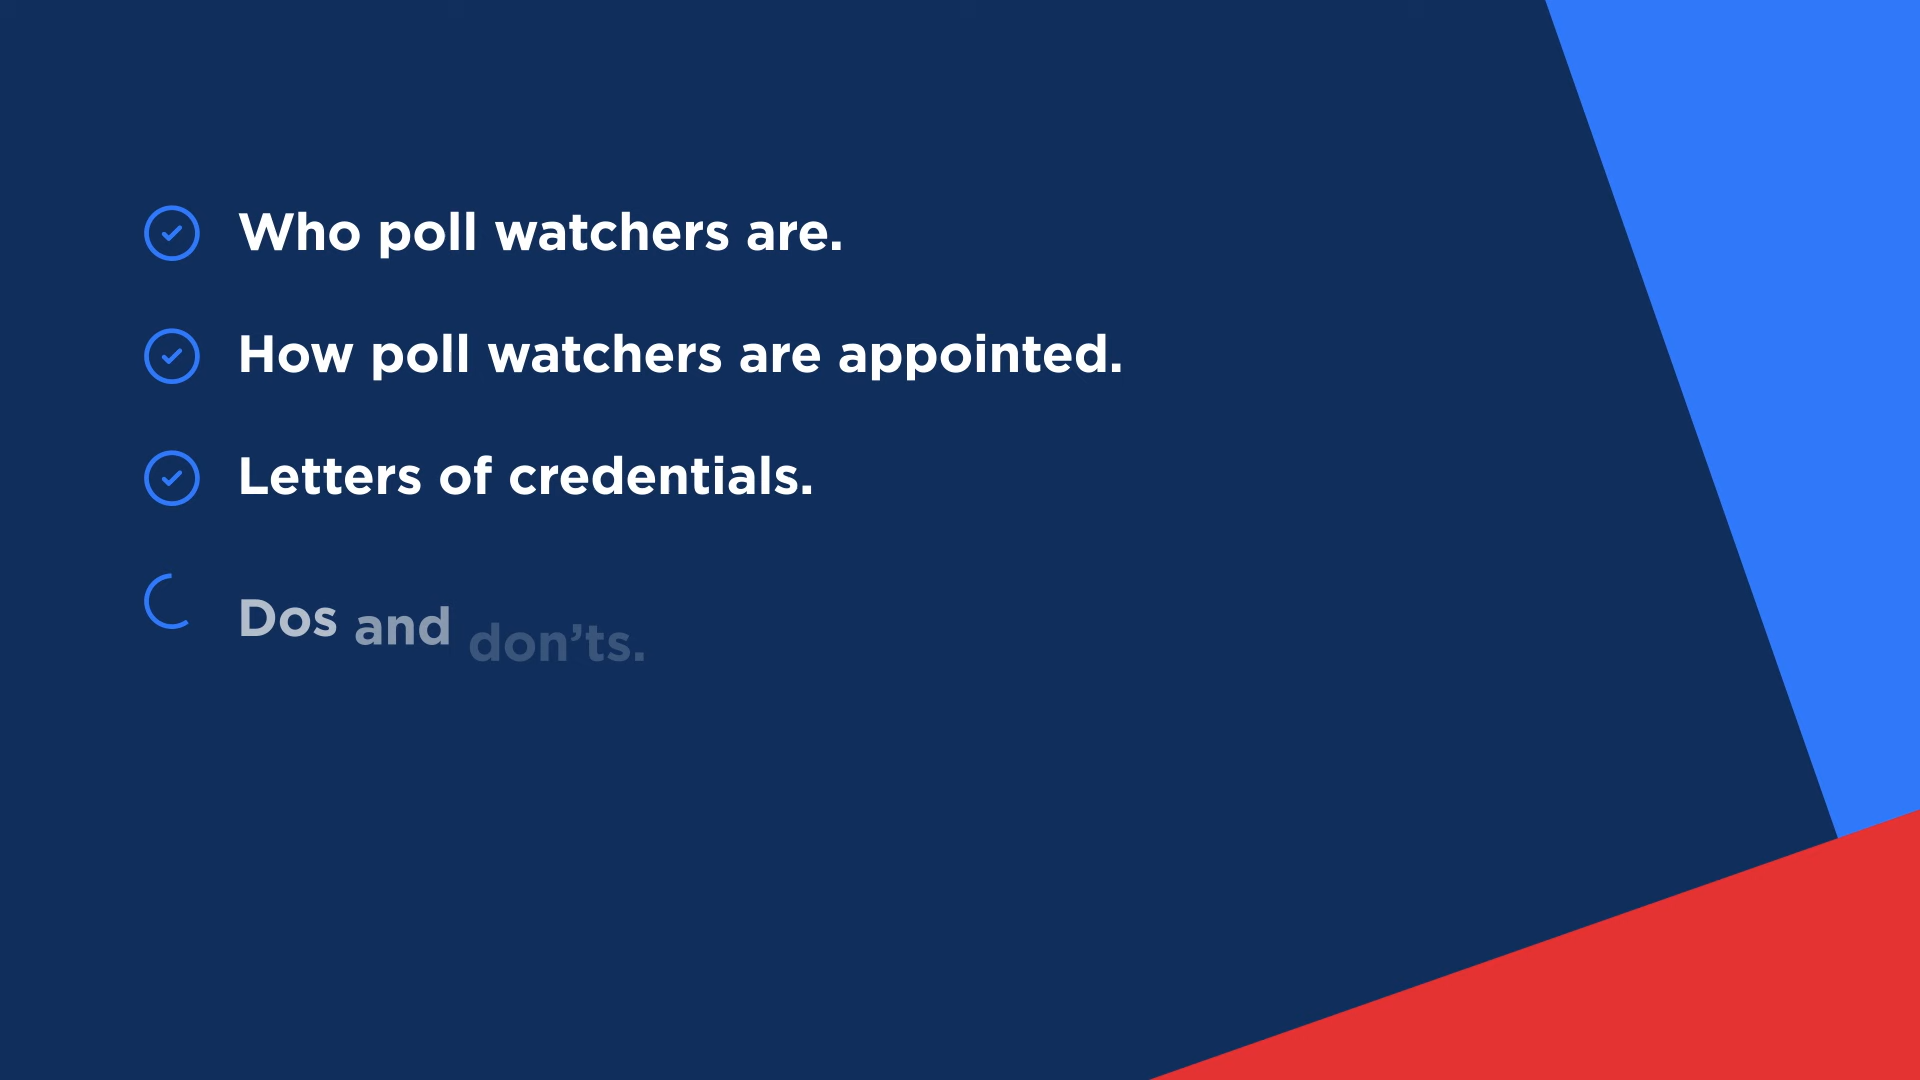 Who poll watchers are.
How poll watchers are appointed.
Letters of credentials.
Dos and don’ts.